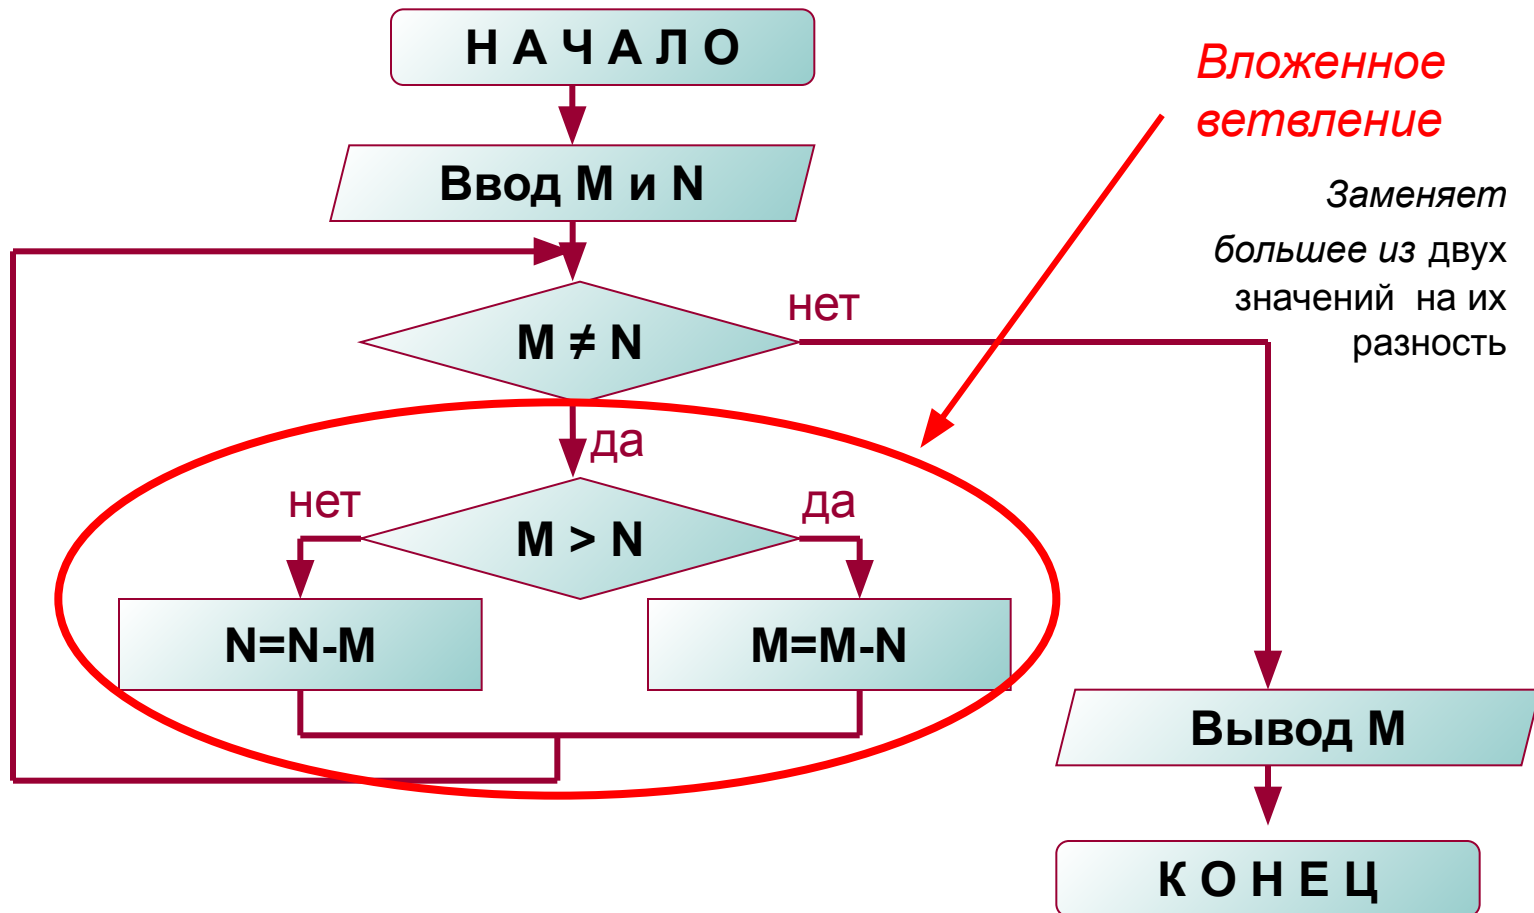 Н А Ч А Л О
Вложенное
ветвление
Ввод M и N
Заменяет
большее из двух
значений на их
разность
нет
M ≠ N
да
нет
да
M > N
N=N-M
M=M-N
Вывод M
К О Н Е Ц